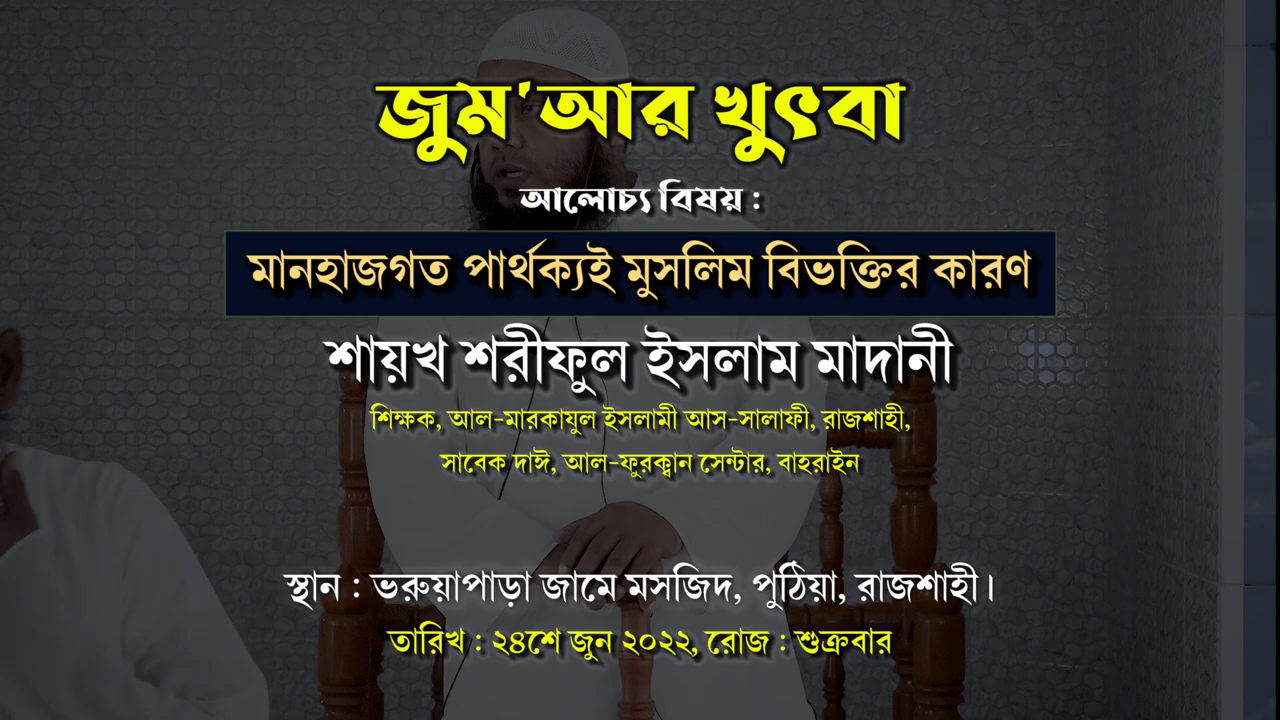 জুম'আর খুৎবা
আলোচ্য বিষয় :
মানহাজগত পার্থক্যই মুসলিম বিভক্তির কারণ
শায়খ শরীফুল ইসলাম মাদানী
শিক্ষক, আল-মারকাযুল ইসলামী আস-সালাফী, রাজশাহী,
সাবেক দাঈ, আল-ফুরক্বান সেন্টার, বাহরাইন
স্থান : ভরুয়াপাড়া জামে মসজিদ, পুঠিয়া, রাজশাহী।
তারিখ : ২৪শে জুন ২০২২, রোজ : শুক্রবার